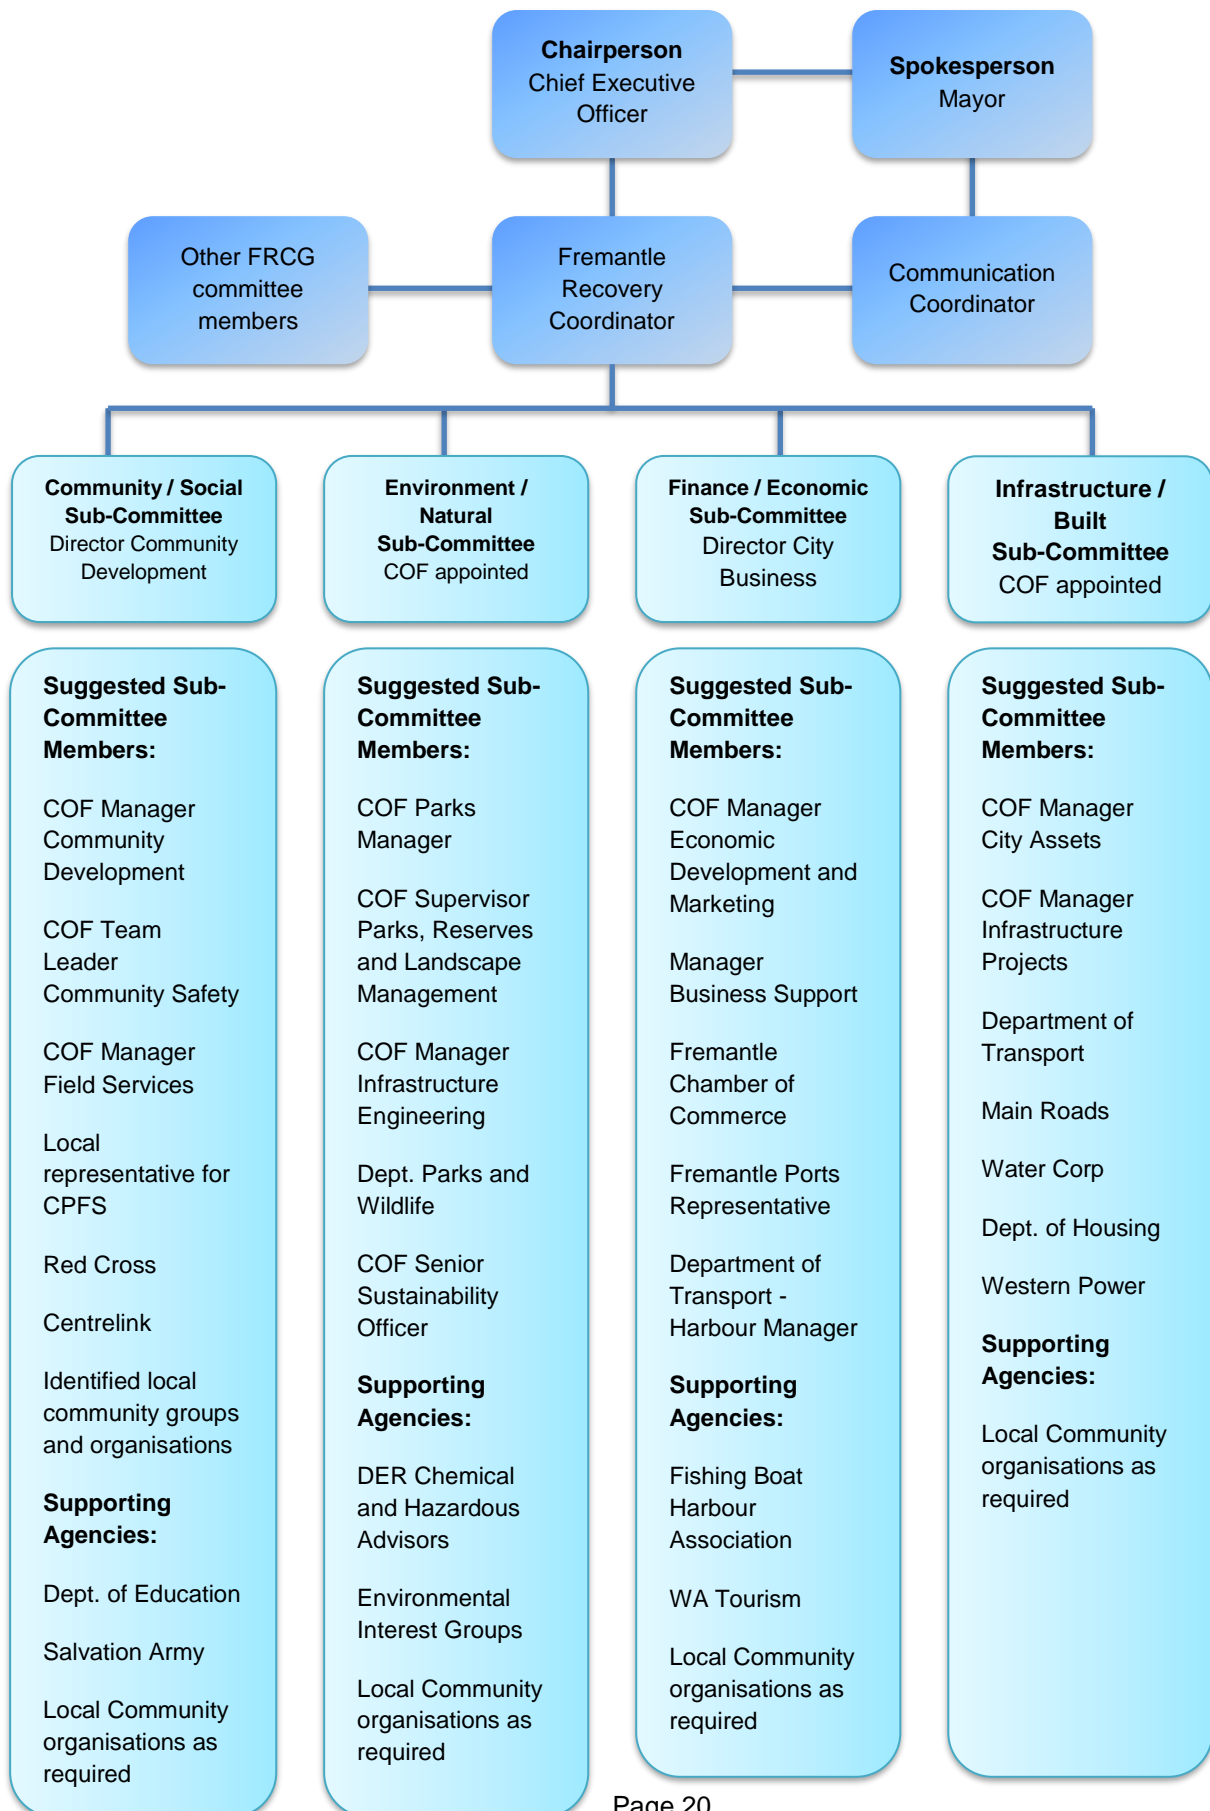 Chairperson
Chief Executive
Officer
Spokesperson
Mayor
Other FRCG
committee
members
Fremantle
Recovery
Coordinator
Communication
Coordinator
Community / Social
Sub-Committee
Director Community
Development
Environment /
Natural
Sub-Committee
COF appointed
Finance / Economic
Sub-Committee
Director City
Business
Infrastructure /
Built
Sub-Committee
COF appointed
Suggested Sub-
Committee
Members:
COF Manager
Community
Development
COF Team
Leader
Community Safety
COF Manager
Field Services
Local
representative for
CPFS
Red Cross
Centrelink
Identified local
community groups
and organisations
Supporting
Agencies:
Dept. of Education
Salvation Army
Local Community
organisations as
required
Suggested Sub-
Committee
Members:
COF Parks
Manager
COF Supervisor
Parks, Reserves
and Landscape
Management
COF Manager
Infrastructure
Engineering
Dept. Parks and
Wildlife
COF Senior
Sustainability
Officer
Supporting
Agencies:
DER Chemical
and Hazardous
Advisors
Environmental
Interest Groups
Local Community
organisations as
required
Suggested Sub-
Committee
Members:
COF Manager
Economic
Development and
Marketing
Manager
Business Support
Fremantle
Chamber of
Commerce
Fremantle Ports
Representative
Department of
Transport -
Harbour Manager
Supporting
Agencies:
Fishing Boat
Harbour
Association
WA Tourism
Local Community
organisations as
required
Suggested Sub-
Committee
Members:
COF Manager
City Assets
COF Manager
Infrastructure
Projects
Department of
Transport
Main Roads
Water Corp
Dept. of Housing
Western Power
Supporting
Agencies:
Local Community
organisations as
required
Page 20